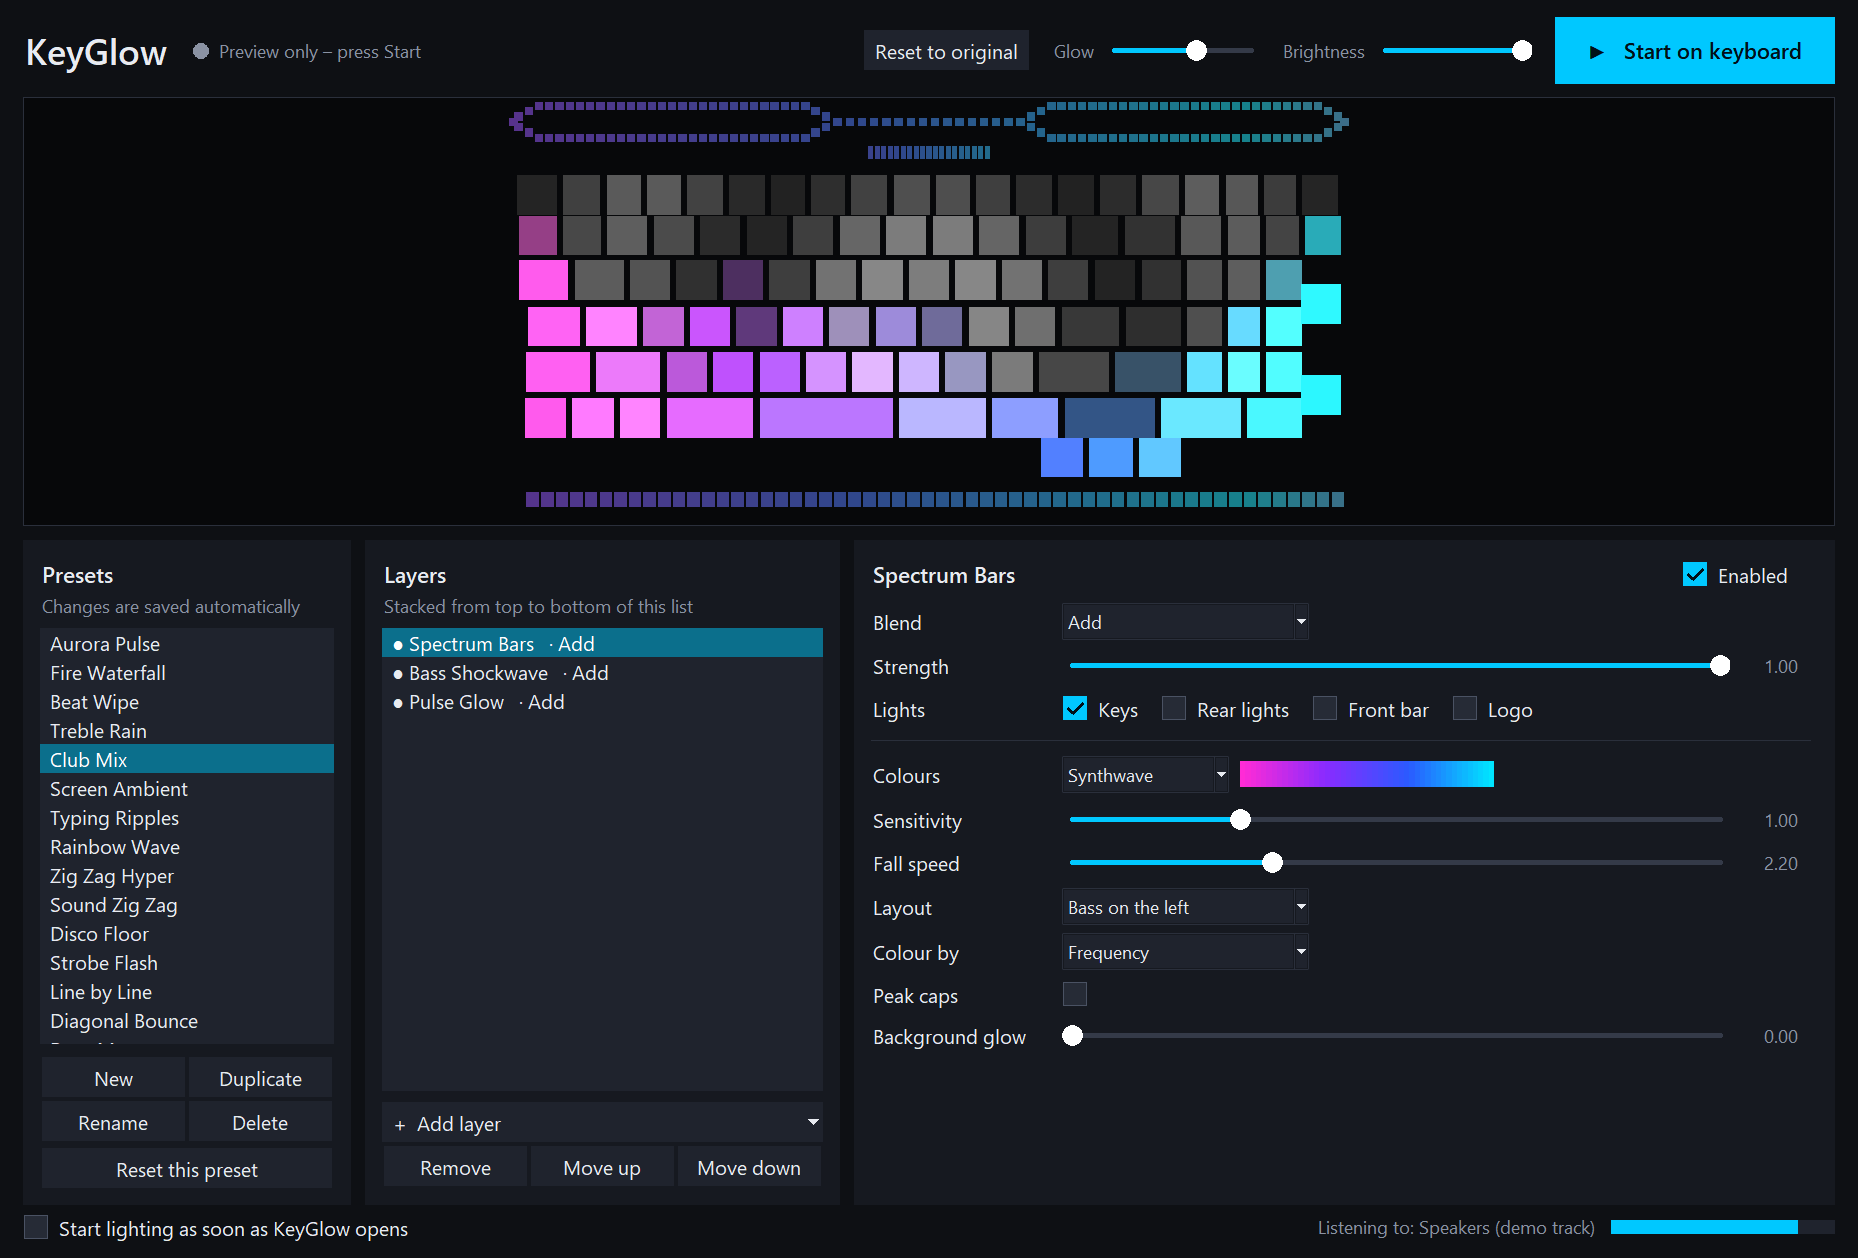 KeyGlow
Preview only – press Start
Reset to original
Glow
Brightness
► Start on keyboard
Presets
Changes are saved automatically
Aurora Pulse
Fire Waterfall
Beat Wipe
Treble Rain
Club Mix
Screen Ambient
Typing Ripples
Rainbow Wave
Zig Zag Hyper
Sound Zig Zag
Disco Floor
Strobe Flash
Line by Line
Diagonal Bounce
New
Duplicate
Rename
Delete
Reset this preset
Layers
Stacked from top to bottom of this list
● Spectrum Bars · Add
● Bass Shockwave · Add
● Pulse Glow · Add
+ Add layer
Remove
Move up
Move down
Spectrum Bars
Enabled
Blend
Add
Strength
1.00
Lights
Keys
Rear lights
Front bar
Logo
Colours
Synthwave
Sensitivity
1.00
Fall speed
2.20
Layout
Bass on the left
Colour by
Frequency
Peak caps
Background glow
0.00
Start lighting as soon as KeyGlow opens
Listening to: Speakers (demo track)